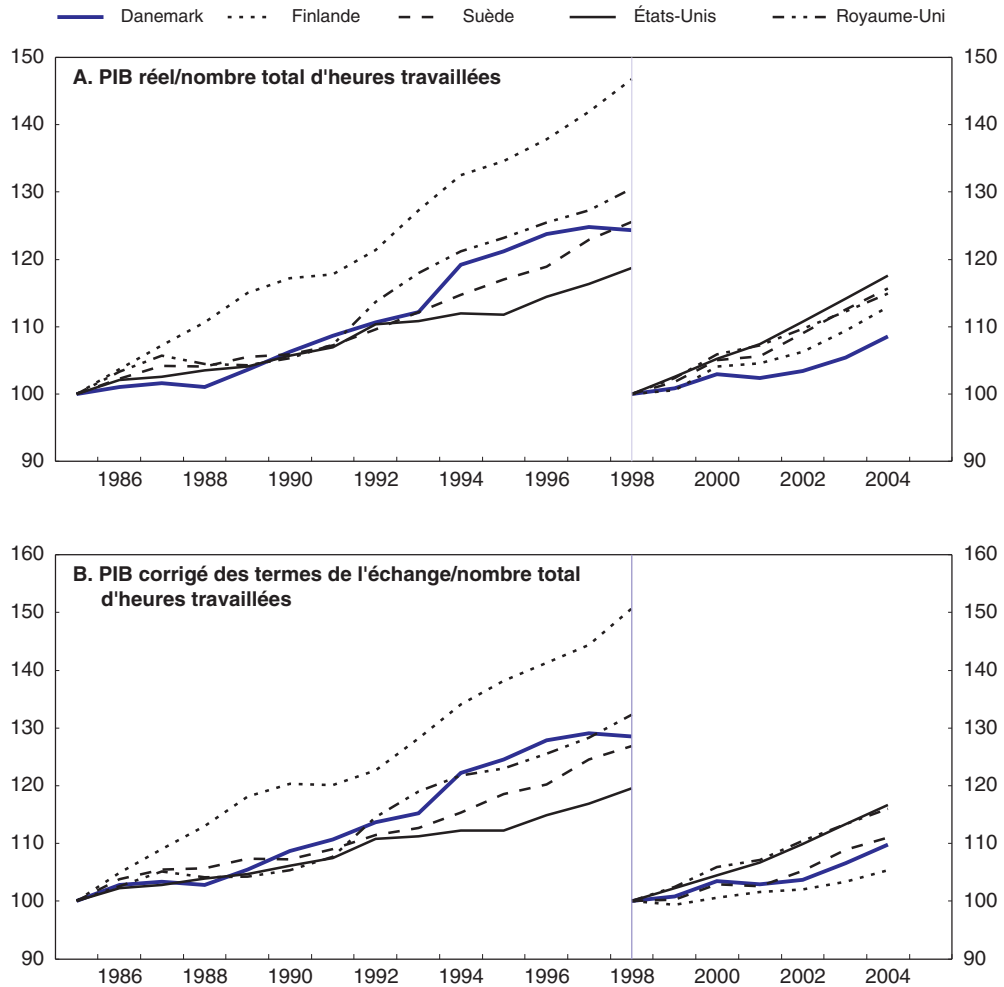 Danemark Finlande Suède États-Unis Royaume-Uni
150 150
A. PIB réel/nombre total d'heures travaillées
140 140
130 130
120 120
110 110
100 100
90 90
1986 1988 1990 1992 1994 1996 1998 2000 2002 2004
160 160
B. PIB corrigé des termes de l'échange/nombre total
d'heures travaillées
150 150
140 140
130 130
120 120
110 110
100 100
90 90
1986 1988 1990 1992 1994 1996 1998 2000 2002 2004